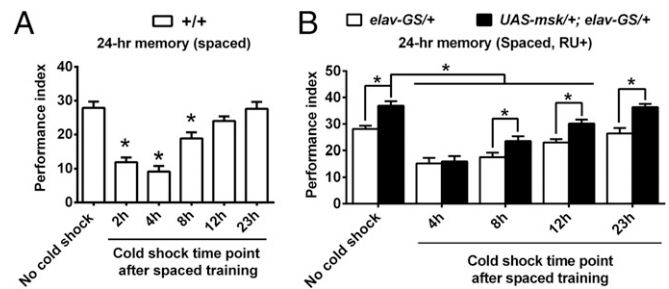 A
+/+
24-hr memory (spaced)
Performance index
40
30
20
10
0
*
*
*
No cold shock
2h
4h
8h
12h
23h
Cold shock time point
after spaced training
B
elav-GS/+
UAS-msk/+; elav-GS/+
24-hr memory (Spaced, RU+)
Performance index
50
40
30
20
10
0
*
*
*
*
*
No cold shock
4h
8h
12h
23h
Cold shock time point
after spaced training